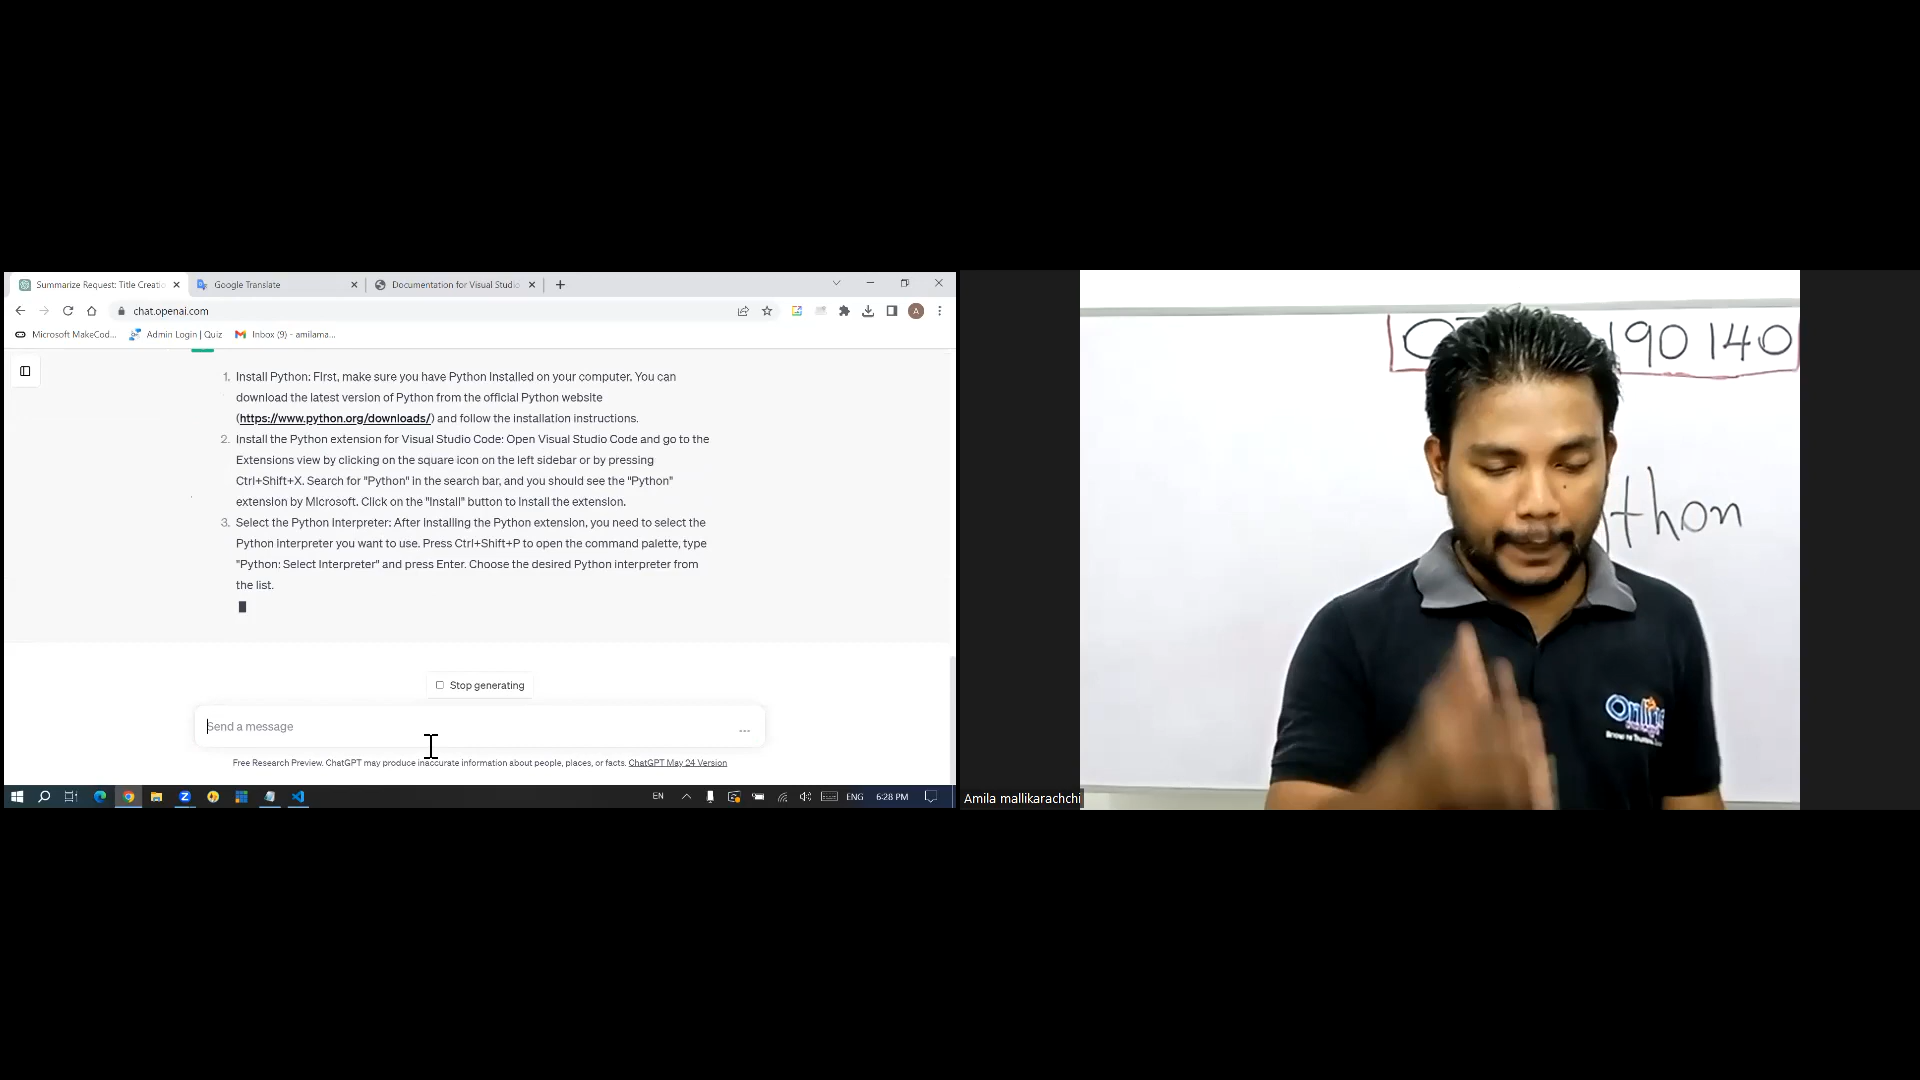 Summarize Request: Title Creatio
Google Translate
Documentation for Visual Studio
chat.openai.com
Microsoft MakeCod...
Admin Login | Quiz
Inbox (9) - amilama...
A
1. Install Python: First, make sure you have Python installed on your computer. You can
download the latest version of Python from the official Python website
(https://www.python.org/downloads/) and follow the installation instructions.
2. Install the Python extension for Visual Studio Code: Open Visual Studio Code and go to the
Extensions view by clicking on the square icon on the left sidebar or by pressing
Ctrl+Shift+X. Search for "Python" in the search bar, and you should see the "Python"
extension by Microsoft. Click on the "Install" button to install the extension.
3. Select the Python Interpreter: After installing the Python extension, you need to select the
Python interpreter you want to use. Press Ctrl+Shift+P to open the command palette, type
"Python: Select Interpreter" and press Enter. Choose the desired Python interpreter from
the list.
Stop generating
Send a message
...
Free Research Preview. ChatGPT may produce inaccurate information about people, places, or facts. ChatGPT May 24 Version
EN
ENG
6:28 PM
190 140
ython
Online
Amila mallikarachchi